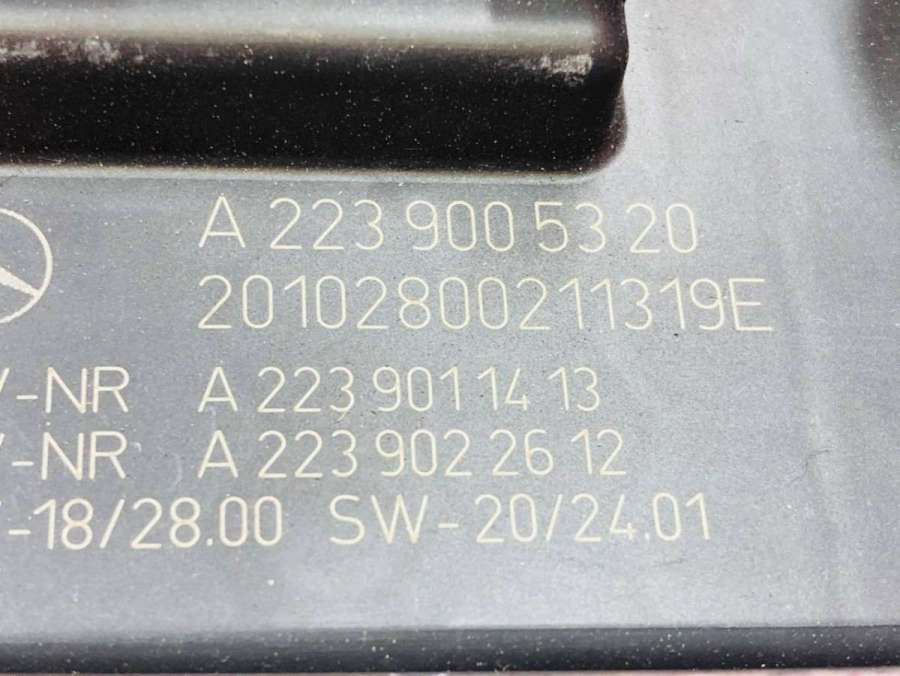 A 223 900 53 20
20102800211319E
-NR A 223 901 14 13
-NR A 223 902 26 12
-18/28.00 SW-20/24.01